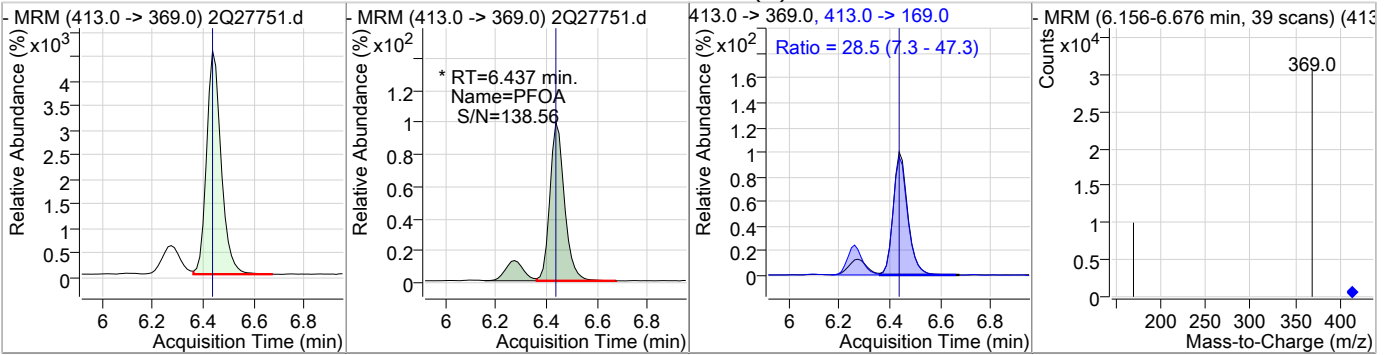 - MRM (413.0 -> 369.0) 2Q27751.d
Relative Abundance (%)
x10³
4.5
4
3.5
3
2.5
2
1.5
1
0.5
0
6 6.2 6.4 6.6 6.8
Acquisition Time (min)
- MRM (413.0 -> 369.0) 2Q27751.d
Relative Abundance (%)
x10²
* RT=6.437 min.
Name=PFOA
S/N=138.56
1.2
1
0.8
0.6
0.4
0.2
0
6 6.2 6.4 6.6 6.8
Acquisition Time (min)
413.0 -> 369.0, 413.0 -> 169.0
Relative Abundance (%)
x10²
Ratio = 28.5 (7.3 - 47.3)
1.6
1.4
1.2
1
0.8
0.6
0.4
0.2
0
6 6.2 6.4 6.6 6.8
Acquisition Time (min)
- MRM (6.156-6.676 min, 39 scans) (413
Counts
x10⁴
369.0
3
2.5
2
1.5
1
0.5
0
200 250 300 350 400
Mass-to-Charge (m/z)